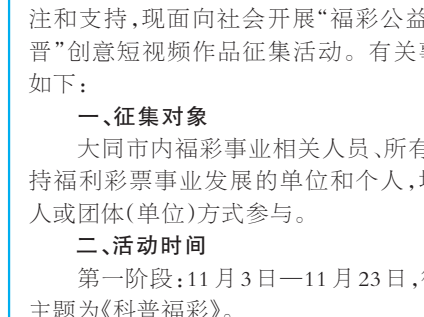 注和支持,现面向社会开展“福彩公益
晋”创意短视频作品征集活动。有关
如下:
一、征集对象
大同市内福彩事业相关人员、所有
持福利彩票事业发展的单位和个人,
人或团体(单位)方式参与。
二、活动时间
第一阶段:11月3日—11月23日,
主题为《科普福彩》。